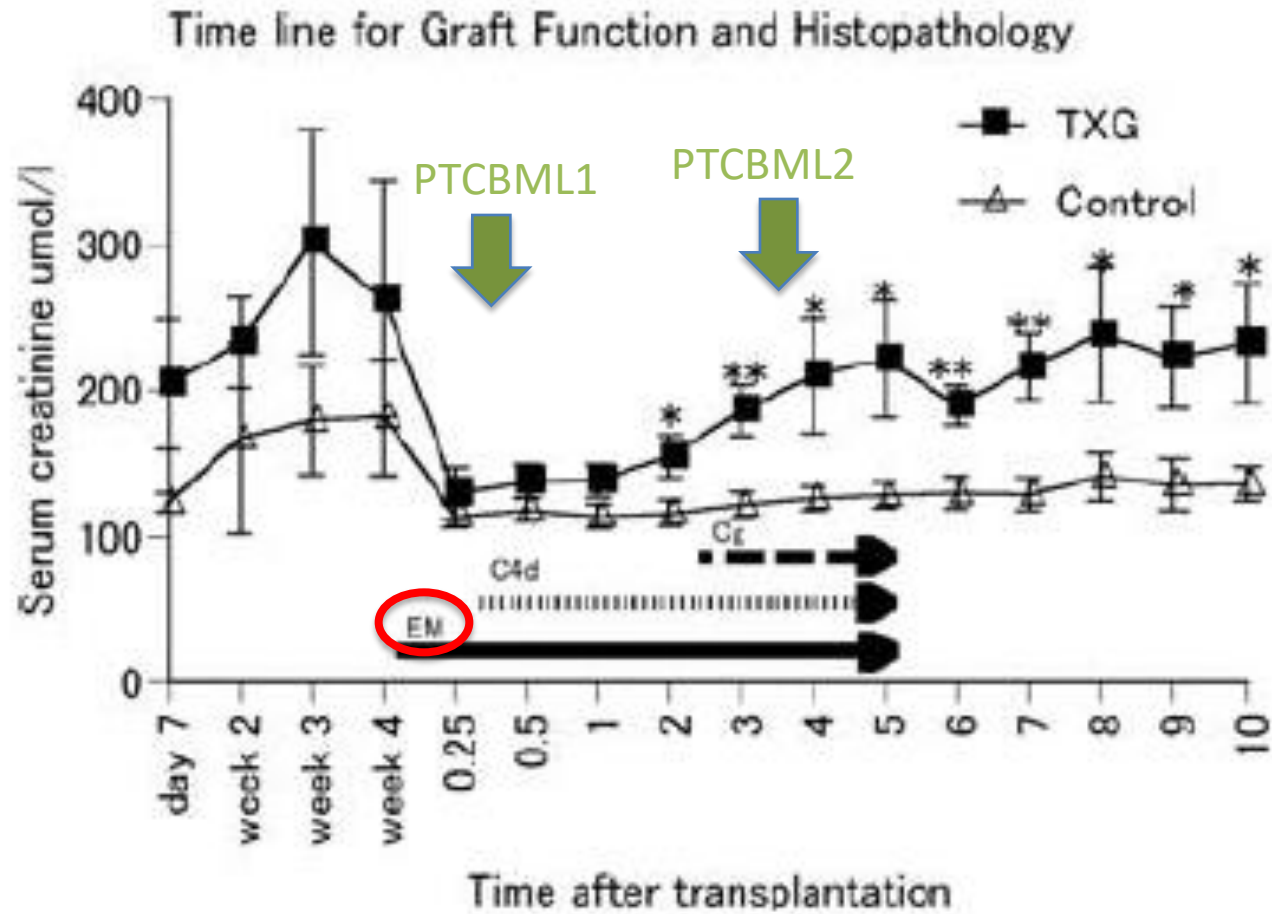 Time line for Graft Function and Histopathology
400
300
200
100
0
Serum creatinine umol/l
TXG
Control
PTCBML1
PTCBML2
*
**
*
*
**
**
*
*
*
Cg
C4d
EM
day 7
week 2
week 3
week 4
0.25
0.5
1
2
3
4
5
6
7
8
9
10
Time after transplantation